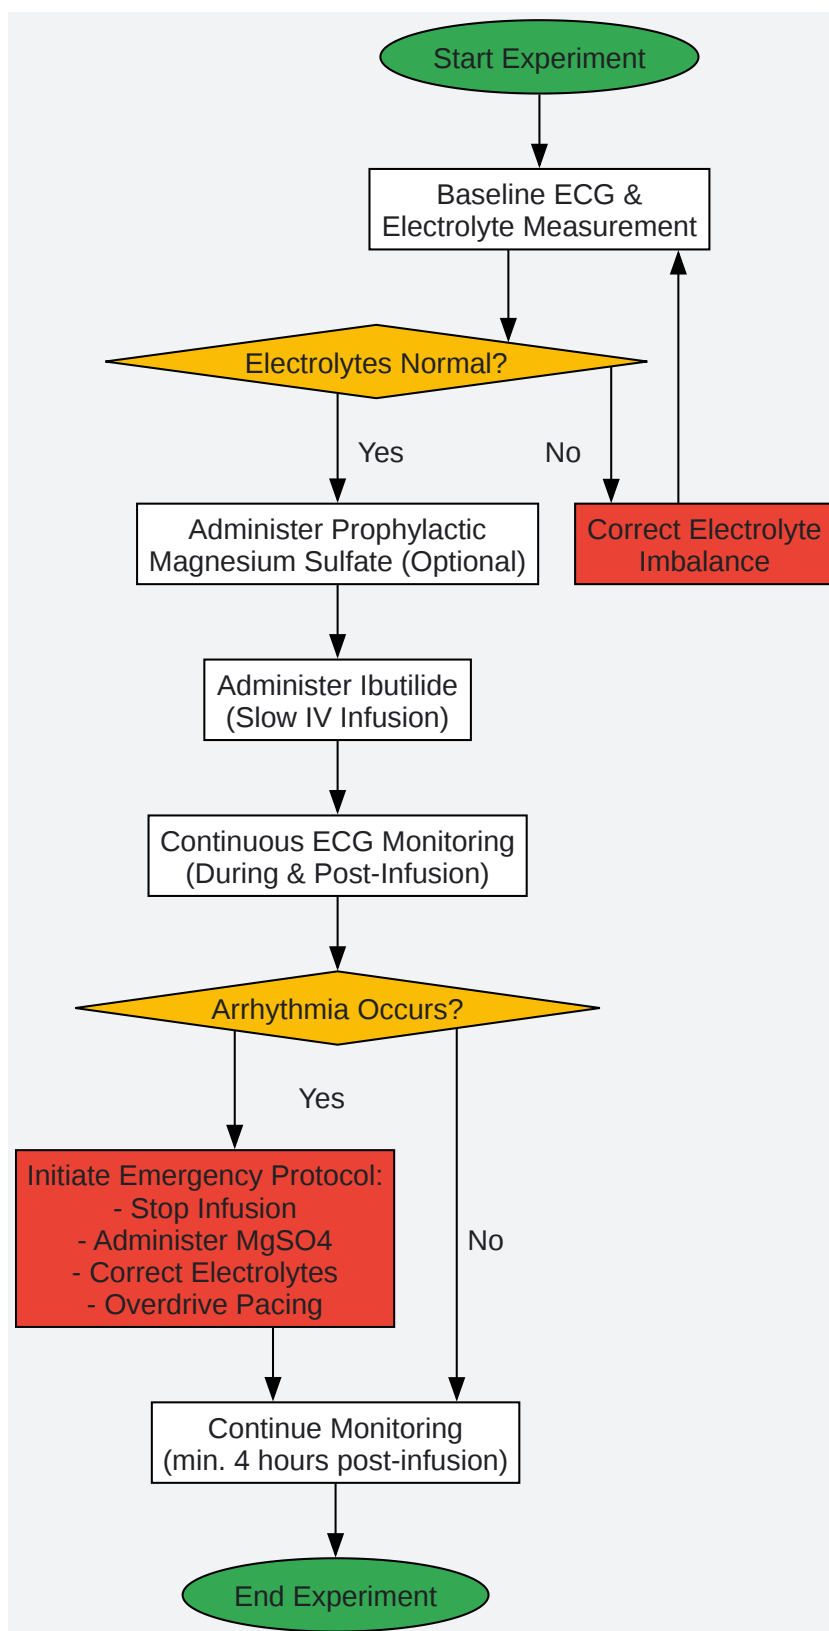 Start Experiment
Baseline ECG &
Electrolyte Measurement
Electrolytes Normal?
Yes
No
Administer Prophylactic
Magnesium Sulfate (Optional)
Correct Electrolyte
Imbalance
Administer Ibutilide
(Slow IV Infusion)
Continuous ECG Monitoring
(During & Post-Infusion)
Arrhythmia Occurs?
Yes
Initiate Emergency Protocol:
- Stop Infusion
- Administer MgSO4
- Correct Electrolytes
- Overdrive Pacing
No
Continue Monitoring
(min. 4 hours post-infusion)
End Experiment